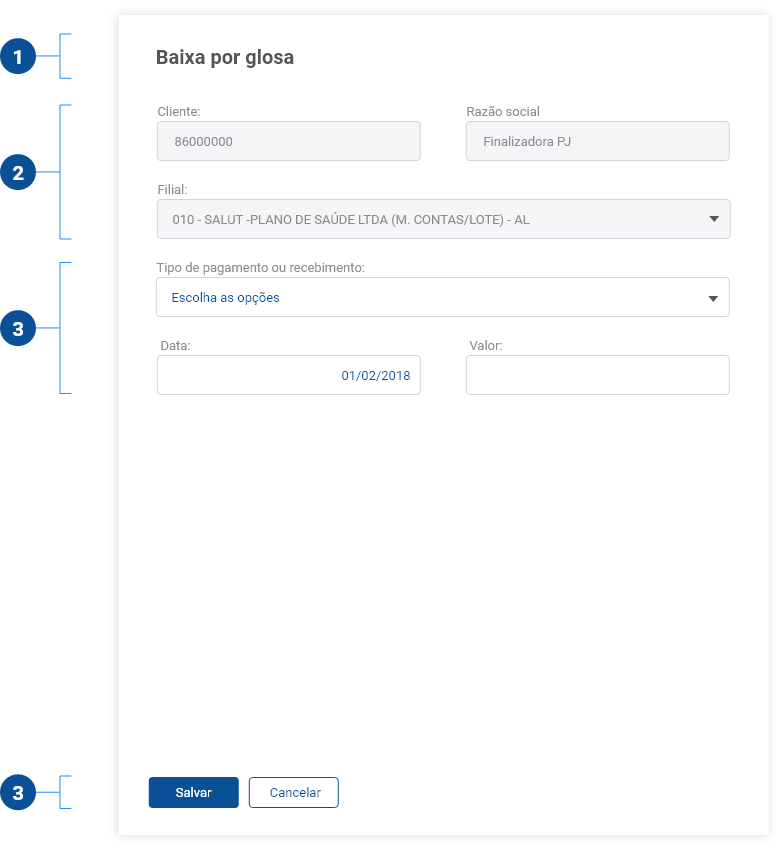 1
Baixa por glosa
2
Cliente: Razão social
86000000 Finalizadora PJ
Filial:
010 - SALUT -PLANO DE SAÚDE LTDA (M. CONTAS/LOTE) - AL
3
Tipo de pagamento ou recebimento:
Escolha as opções
Data: Valor:
01/02/2018
3
Salvar Cancelar